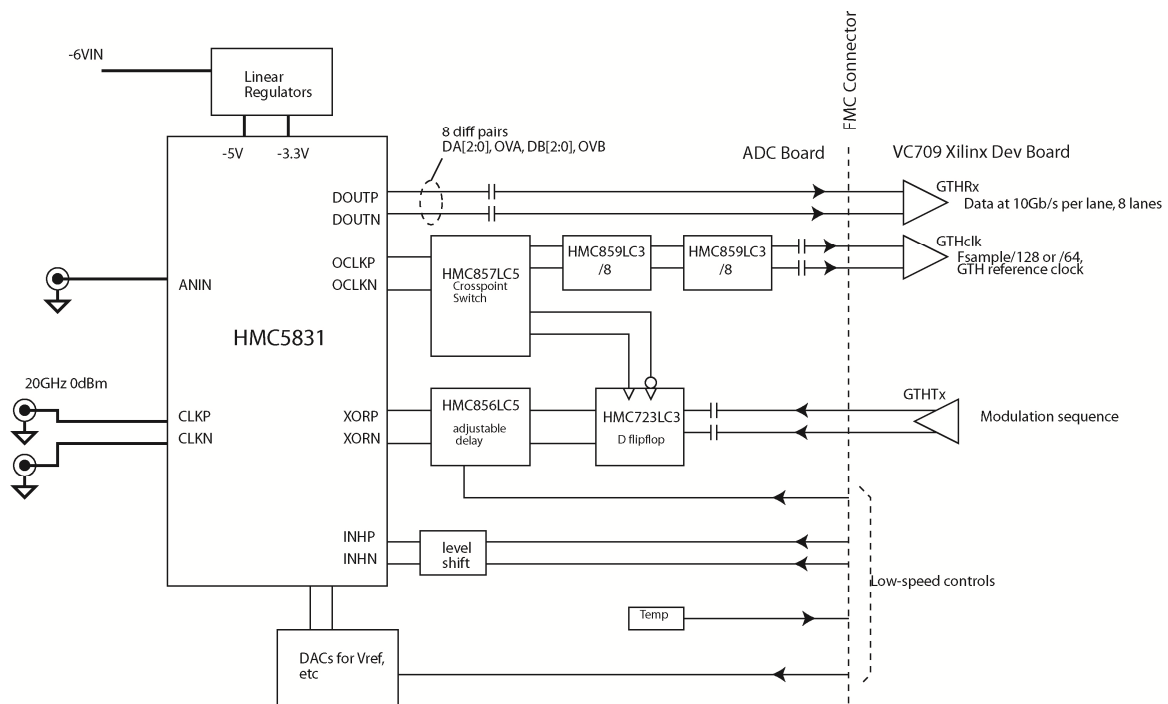 -6VIN
Linear
Regulators
-5V
-3.3V
8 diff pairs
DA[2:0], OVA, DB[2:0], OVB
FMC Connector
ADC Board
VC709 Xilinx Dev Board
DOUTP
DOUTN
GTHRx
Data at 10Gb/s per lane, 8 lanes
OCLKP
OCLKN
HMC857LC5
Crosspoint
Switch
HMC859LC3
/8
HMC859LC3
/8
GTHclk
Fsample/128 or /64,
GTH reference clock
ANIN
HMC5831
20GHz 0dBm
CLKP
CLKN
XORP
XORN
HMC856LC5
adjustable
delay
HMC723LC3
D flipflop
GTHTx
Modulation sequence
INHP
INHN
level
shift
Low-speed controls
Temp
DACs for Vref,
etc